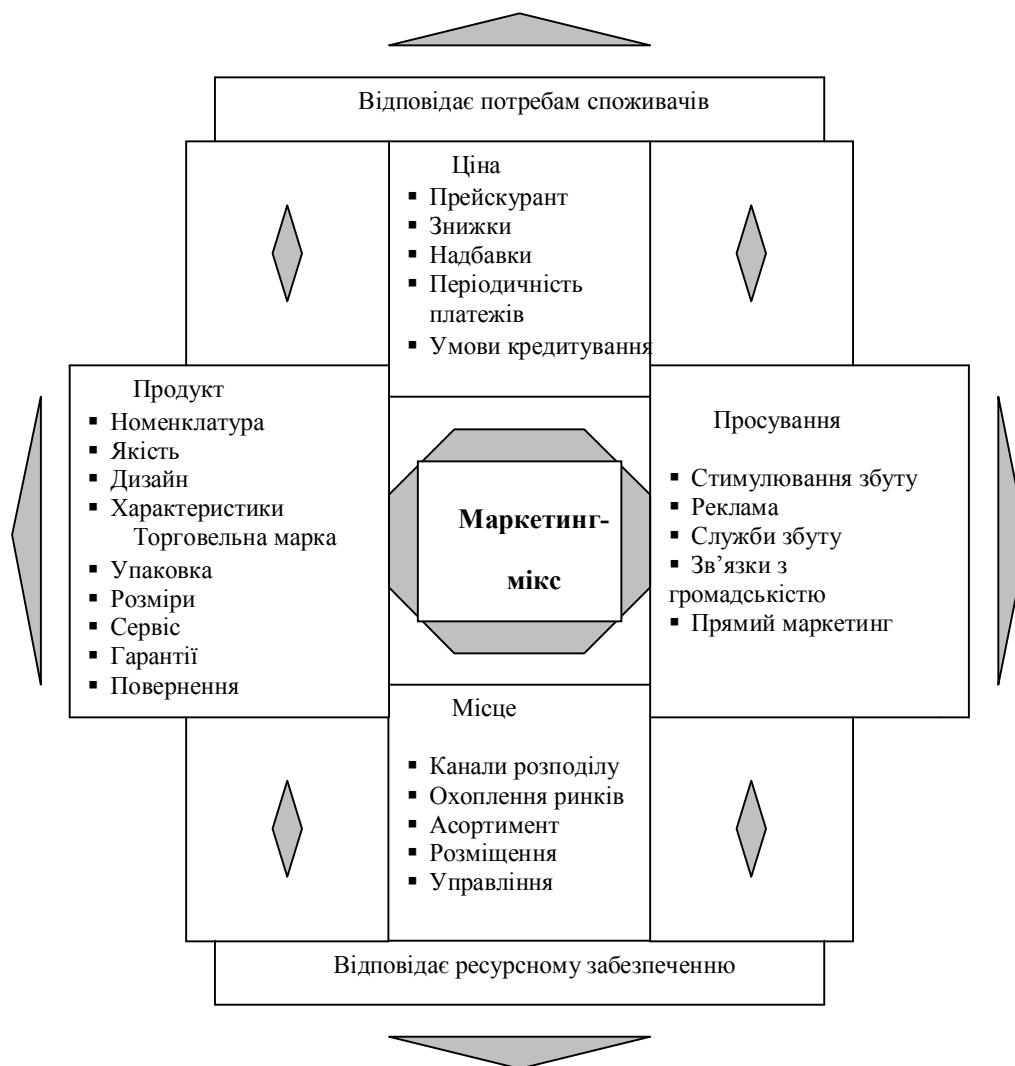 Відповідає потребам споживачів
Ціна
▪ Прейскурант
▪ Знижки
▪ Надбавки
▪ Періодичність
платежів
▪ Умови кредитування
Продукт
▪ Номенклатура
▪ Якість
▪ Дизайн
▪ Характеристики
Торговельна марка
▪ Упаковка
▪ Розміри
▪ Сервіс
▪ Гарантії
▪ Повернення
Маркетинг-
мікс
Просування
▪ Стимулювання збуту
▪ Реклама
▪ Служби збуту
▪ Зв’язки з
громадськістю
▪ Прямий маркетинг
Місце
▪ Канали розподілу
▪ Охоплення ринків
▪ Асортимент
▪ Розміщення
▪ Управління
Відповідає ресурсному забезпеченню